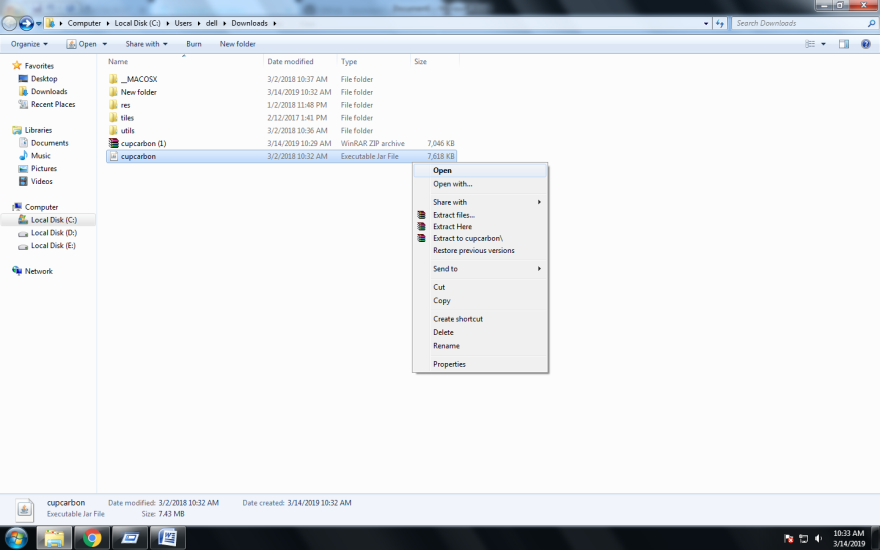 Computer ▸ Local Disk (C:) ▸ Users ▸ dell ▸ Downloads ▸
Search Downloads
Organize Open Share with Burn New folder
Name Date modified Type Size
Favorites
Desktop
Downloads
Recent Places
Libraries
Documents
Music
Pictures
Videos
Computer
Local Disk (C:)
Local Disk (D:)
Local Disk (E:)
Network
__MACOSX 3/2/2018 10:37 AM File folder
New folder 3/14/2019 10:32 AM File folder
res 1/2/2018 11:48 PM File folder
tiles 2/12/2017 1:41 PM File folder
utils 3/2/2018 10:36 AM File folder
cupcarbon (1) 3/14/2019 10:29 AM WinRAR ZIP archive 7,046 KB
cupcarbon 3/2/2018 10:32 AM Executable Jar File 7,618 KB
Open
Open with...
Share with
Extract files...
Extract Here
Extract to cupcarbon\
Restore previous versions
Send to
Cut
Copy
Create shortcut
Delete
Rename
Properties
cupcarbon Date modified: 3/2/2018 10:32 AM Date created: 3/14/2019 10:32 AM
Executable Jar File Size: 7.43 MB
10:33 AM
3/14/2019